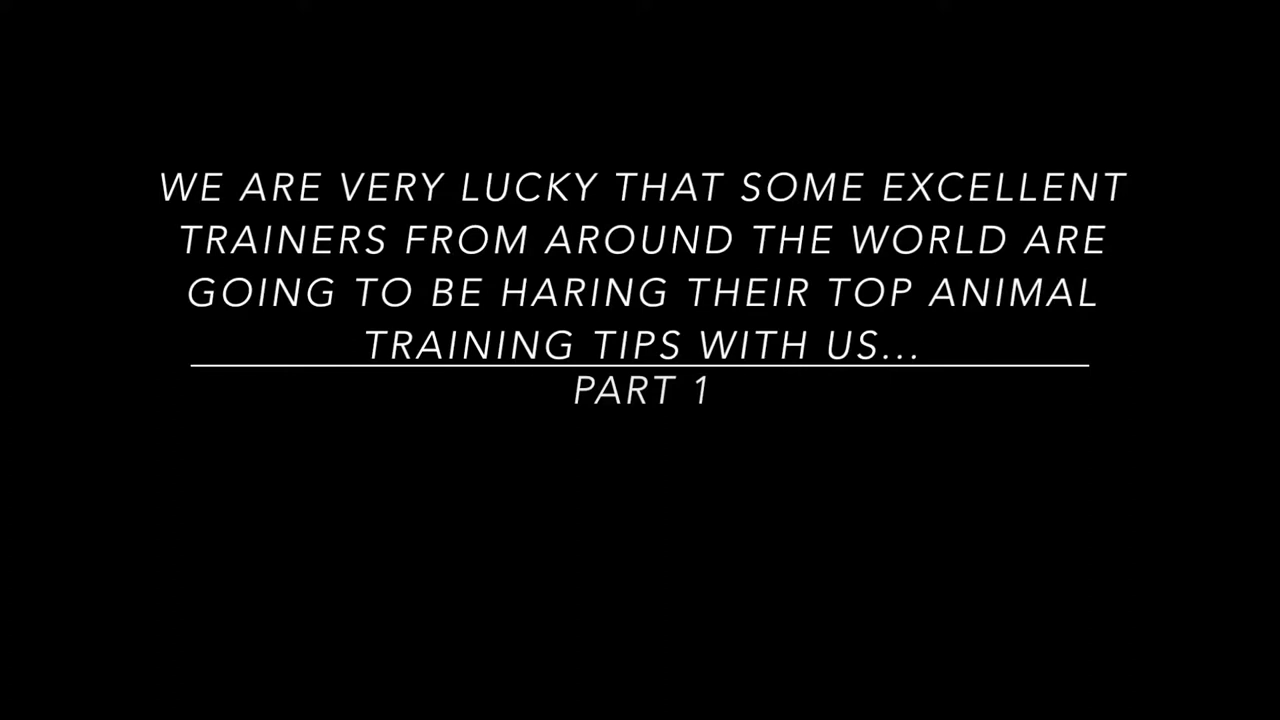 WE ARE VERY LUCKY THAT SOME EXCELLENT
TRAINERS FROM AROUND THE WORLD ARE
GOING TO BE HARING THEIR TOP ANIMAL
TRAINING TIPS WITH US...
PART 1